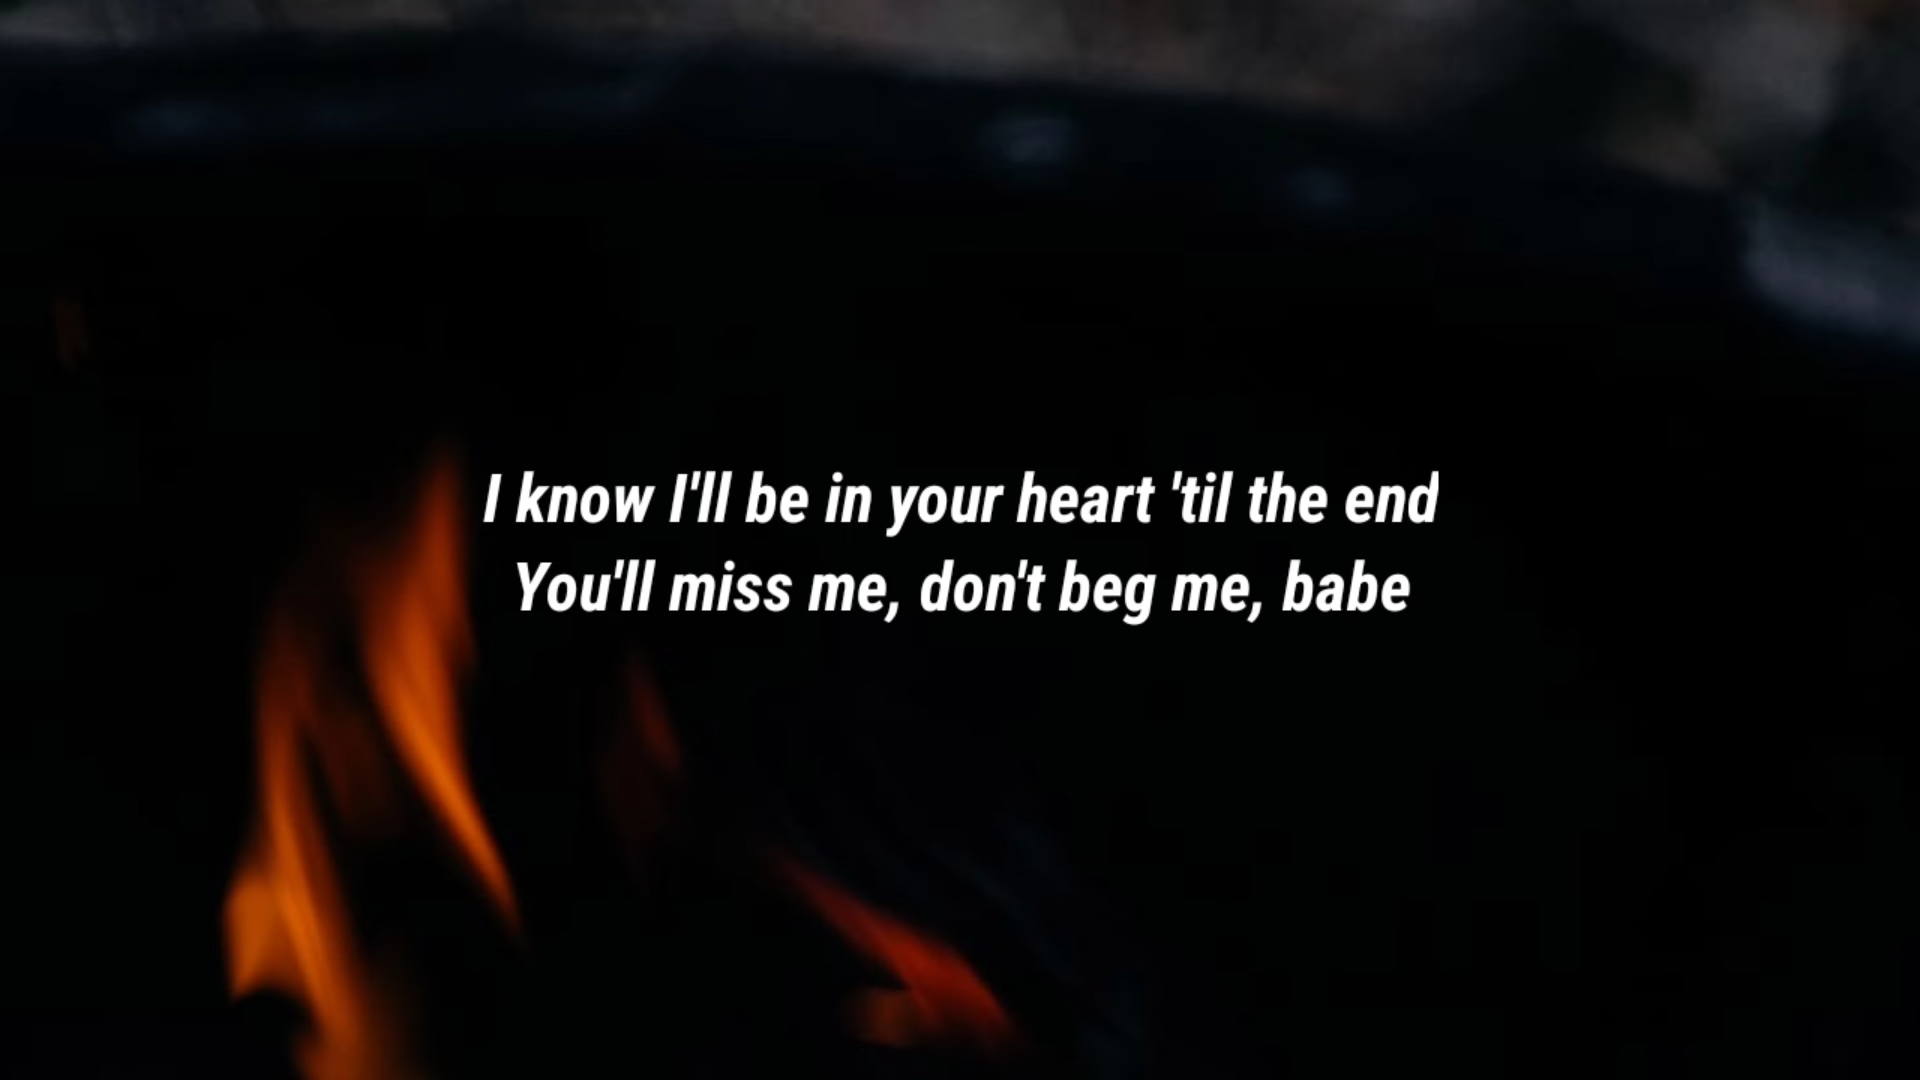 I know I'll be in your heart 'til the end
You'll miss me, don't beg me, babe